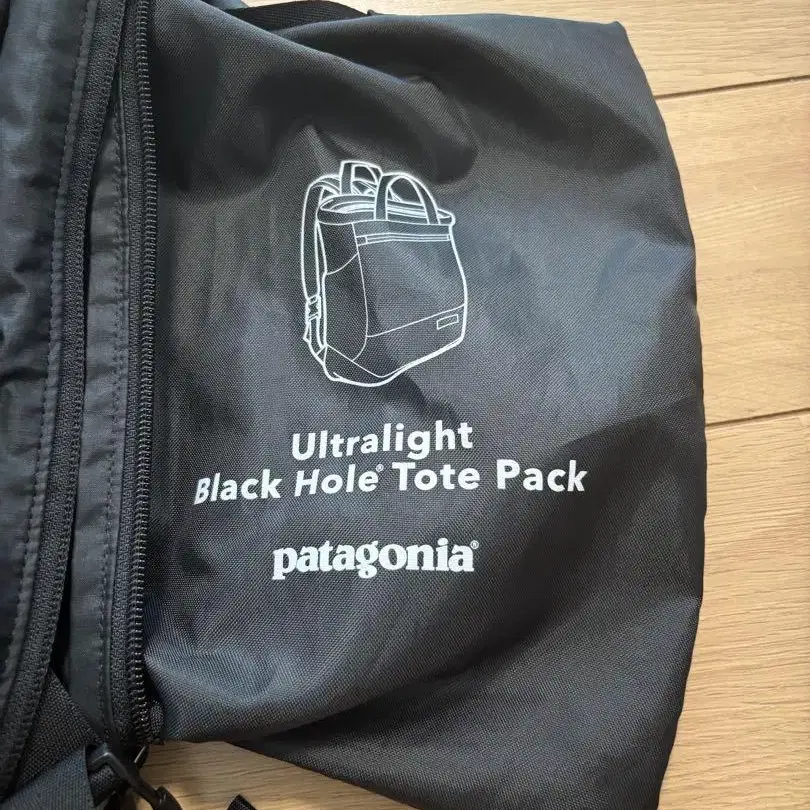 Ultralight
Black Hole® Tote Pack
patagonia®